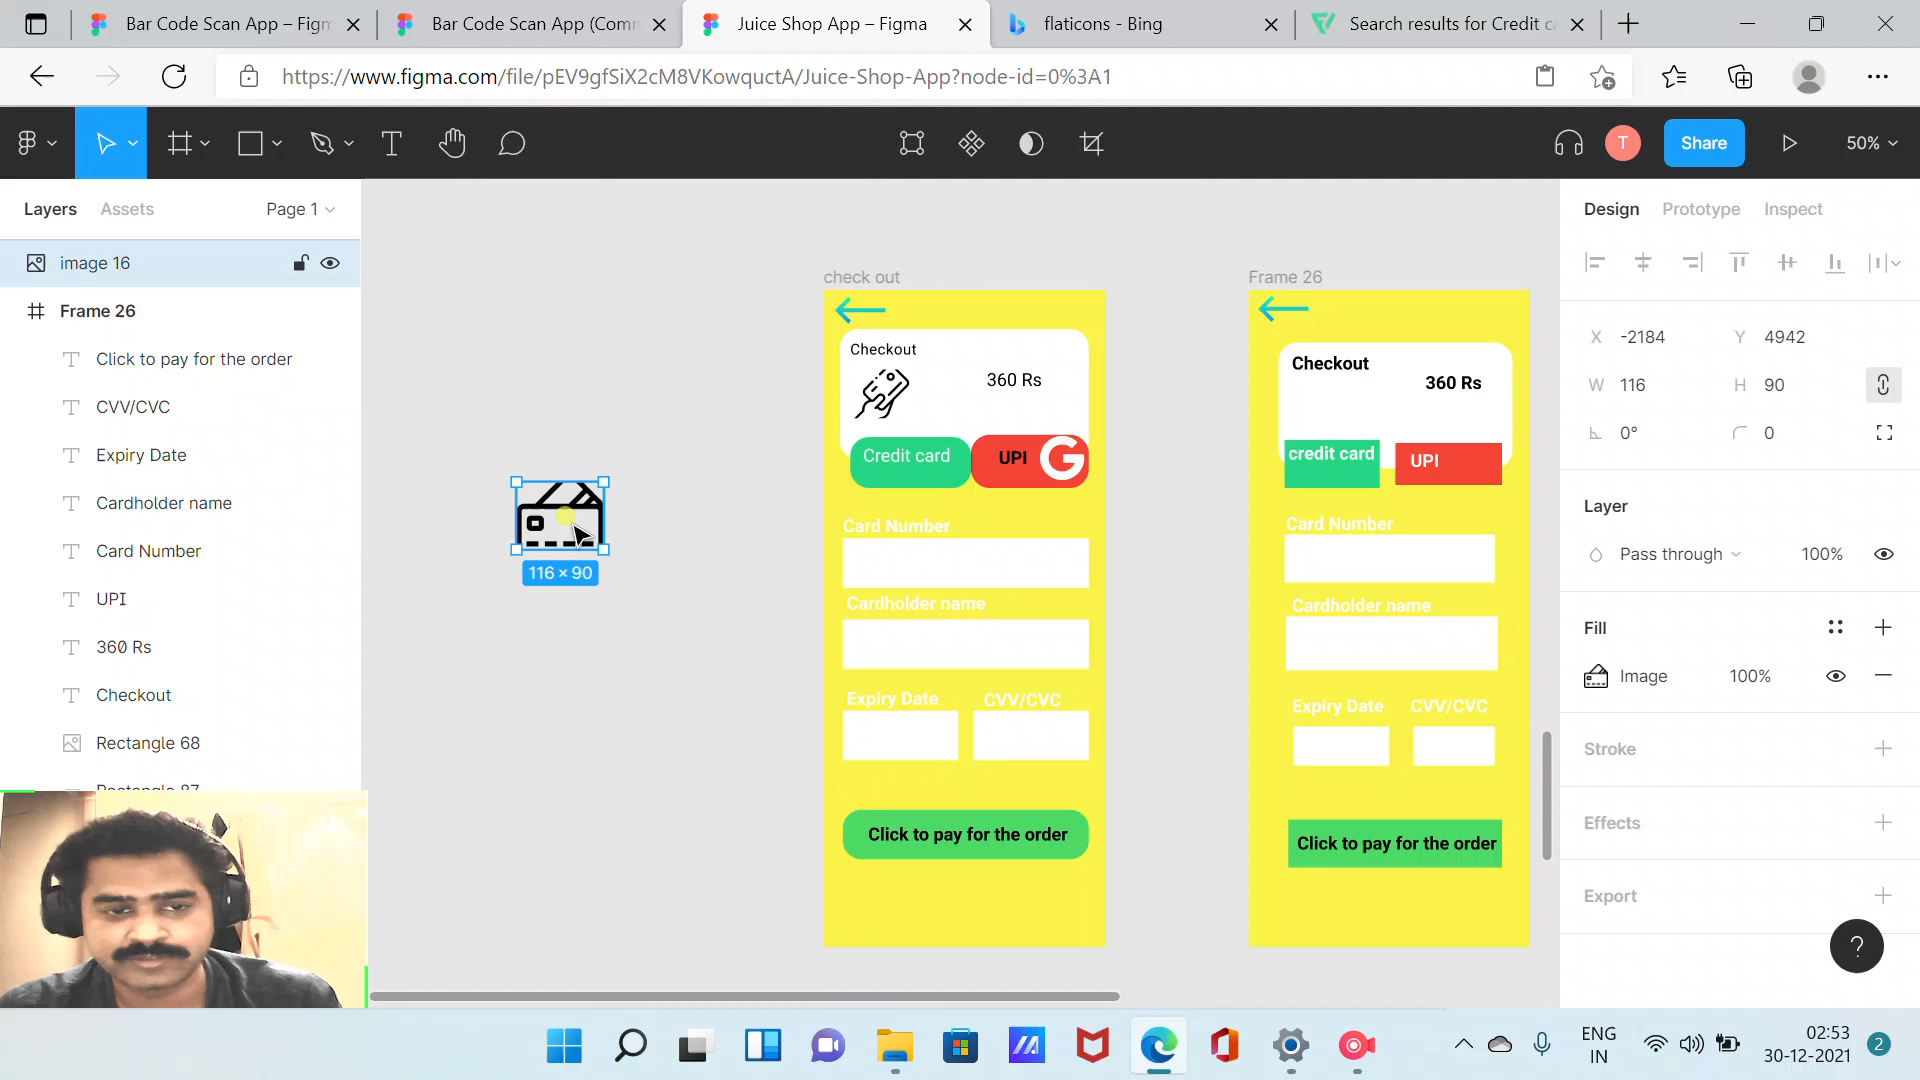 Bar Code Scan App – Figm
Bar Code Scan App (Comm
Juice Shop App – Figma
flaticons - Bing
Search results for Credit ca
https://www.figma.com/file/pEV9gfSiX2cM8VKowquctA/Juice-Shop-App?node-id=0%3A1
T
Share
50%
Layers
Assets
Page 1
image 16
Frame 26
Click to pay for the order
CVV/CVC
Expiry Date
Cardholder name
Card Number
UPI
360 Rs
Checkout
Rectangle 68
116 × 90
check out
Checkout
360 Rs
Credit card
UPI
G
Card Number
Cardholder name
Expiry Date
CVV/CVC
Click to pay for the order
Frame 26
Checkout
360 Rs
credit card
UPI
Card Number
Cardholder name
Expiry Date
CVV/CVC
Click to pay for the order
Design
Prototype
Inspect
X -2184
Y 4942
W 116
H 90
0°
0
Layer
Pass through
100%
Fill
Image
100%
Stroke
Effects
Export
?
ENG
IN
02:53
30-12-2021
2